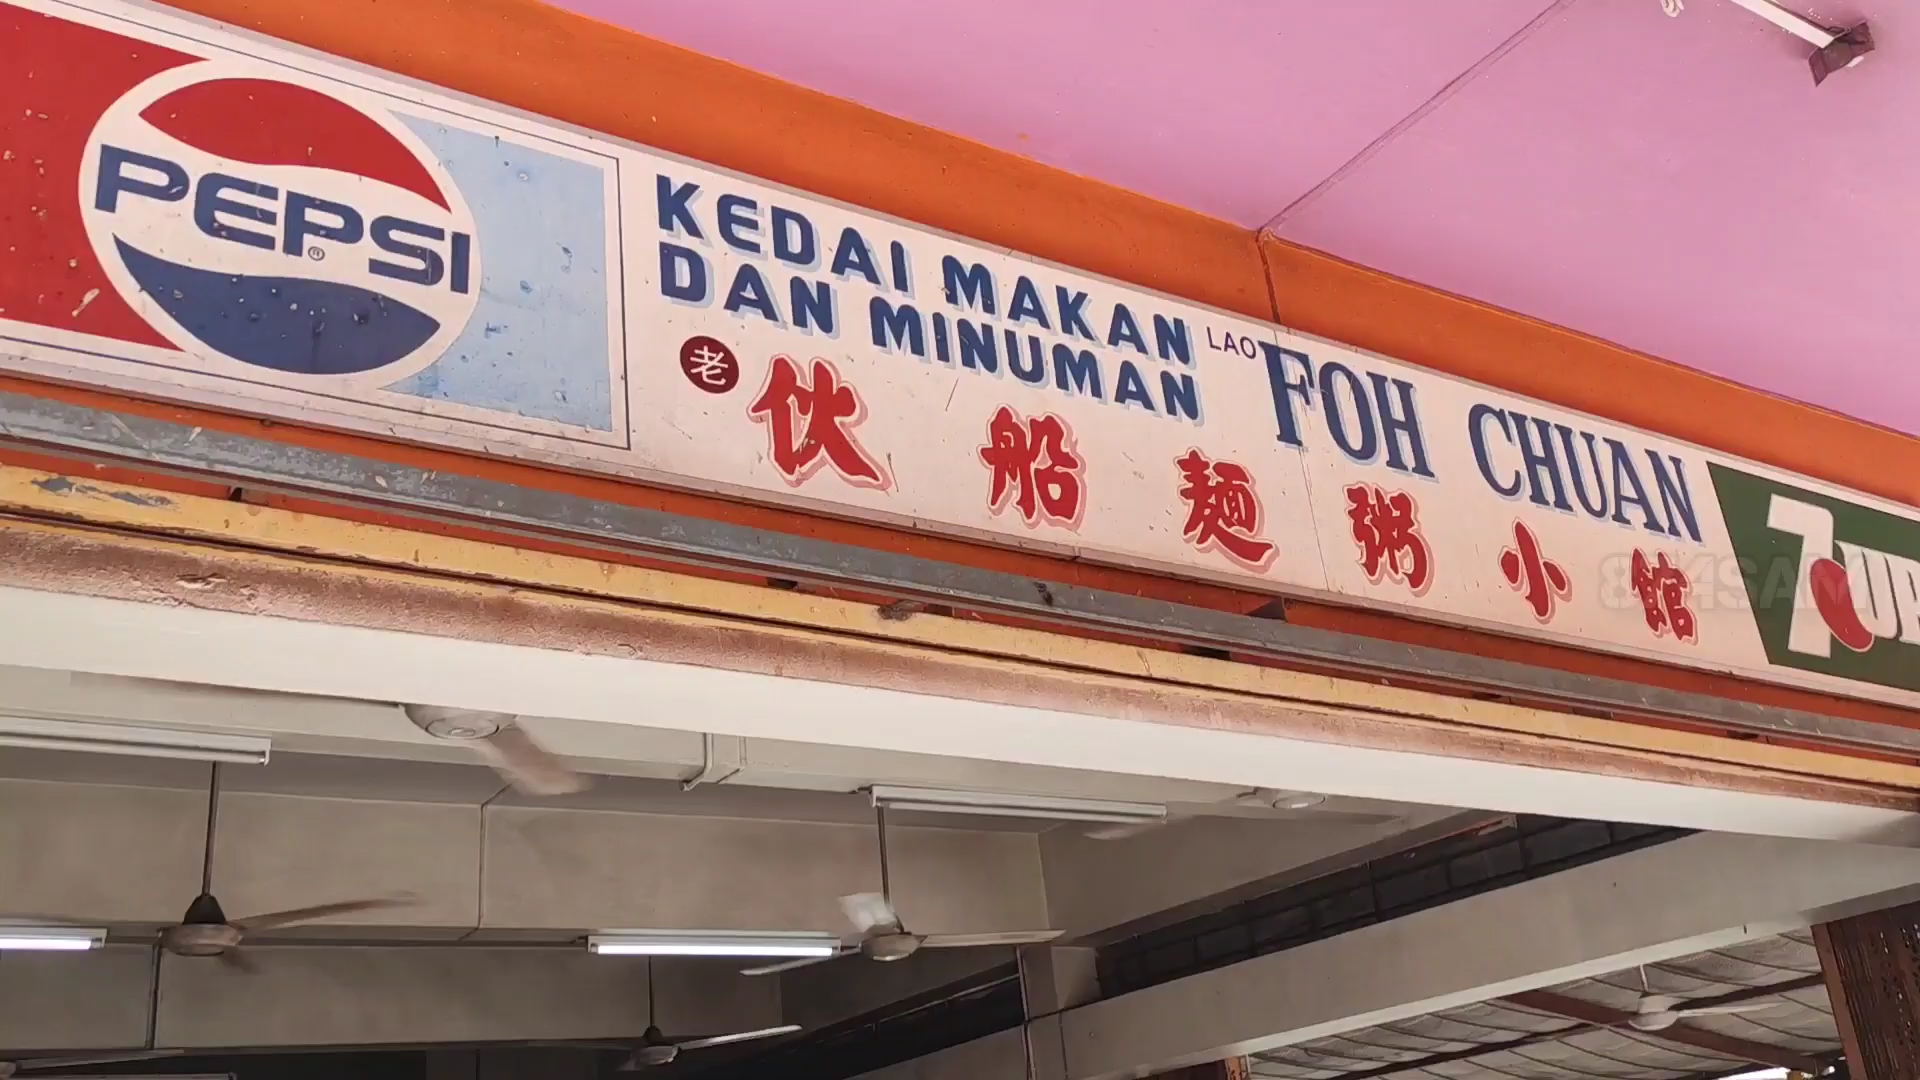 PEPSI
KEDAI MAKAN
DAN MINUMAN
LAO FOH CHUAN
老伙船麵粥小館
7UP